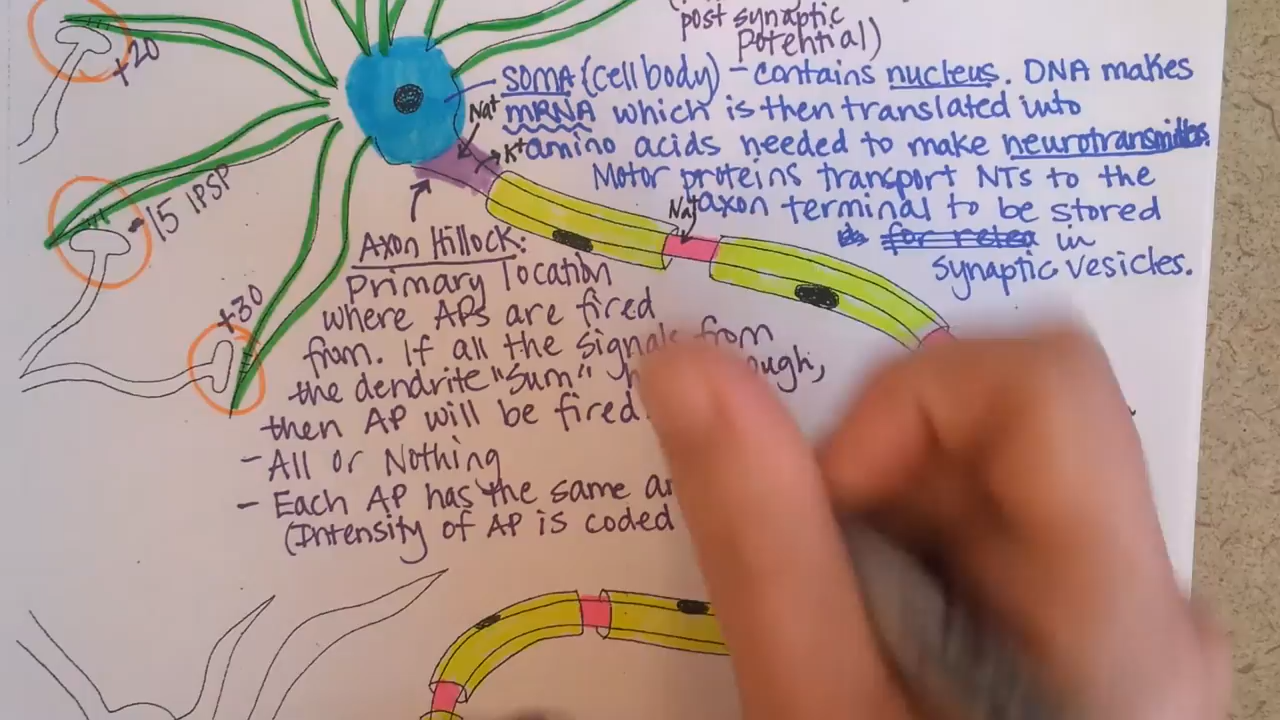 post synaptic
potential)
+20
SOMA (cell body) - contains nucleus. DNA makes
Na+
mRNA which is then translated into
K+
amino acids needed to make neurotransmitters.
Motor proteins transport NTs to the
Na+
axon terminal to be stored
in
synaptic vesicles.
-15 IPSP
+30
Axon Hillock:
primary location
where APs are fired
from. If all the signals from
the dendrite "sum"
then AP will be fired
- All or Nothing
- Each AP has the same
(Intensity of AP is coded